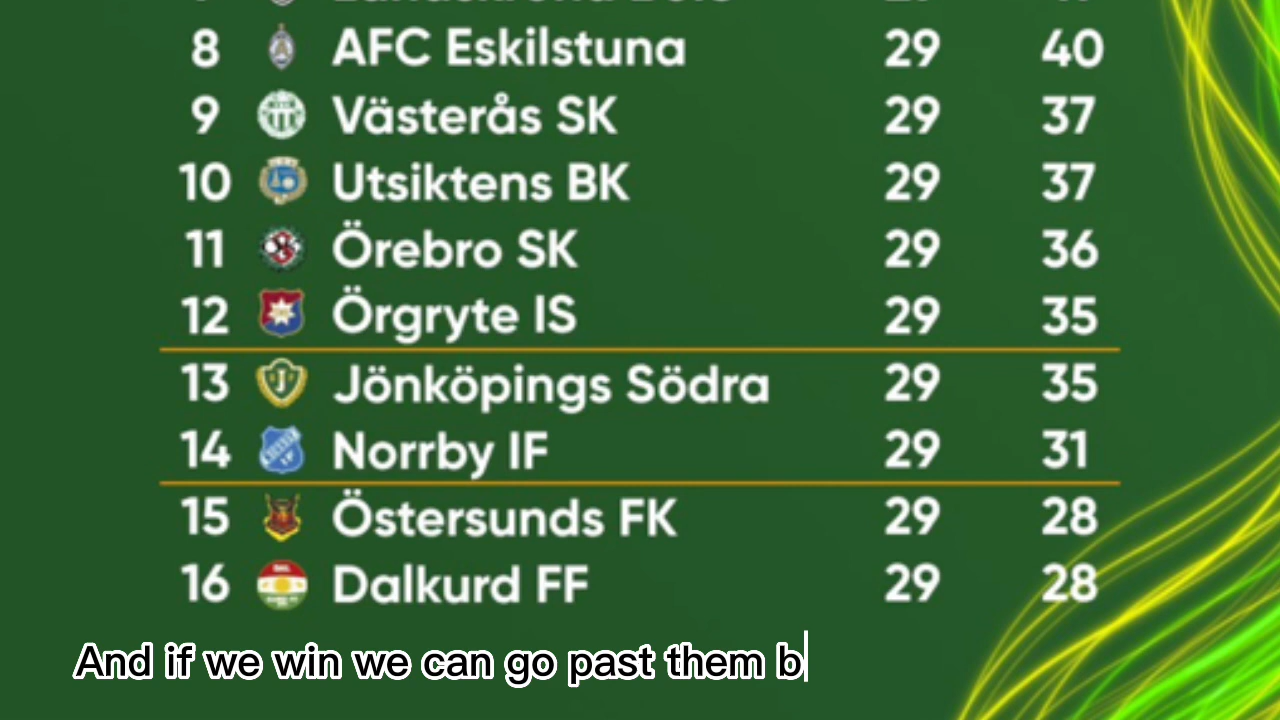 8 AFC Eskilstuna 29 40
9 Västerås SK 29 37
10 Utsiktens BK 29 37
11 Örebro SK 29 36
12 Örgryte IS 29 35
13 Jönköpings Södra 29 35
14 Norrby IF 29 31
15 Östersunds FK 29 28
16 Dalkurd FF 29 28
And if we win we can go past them b